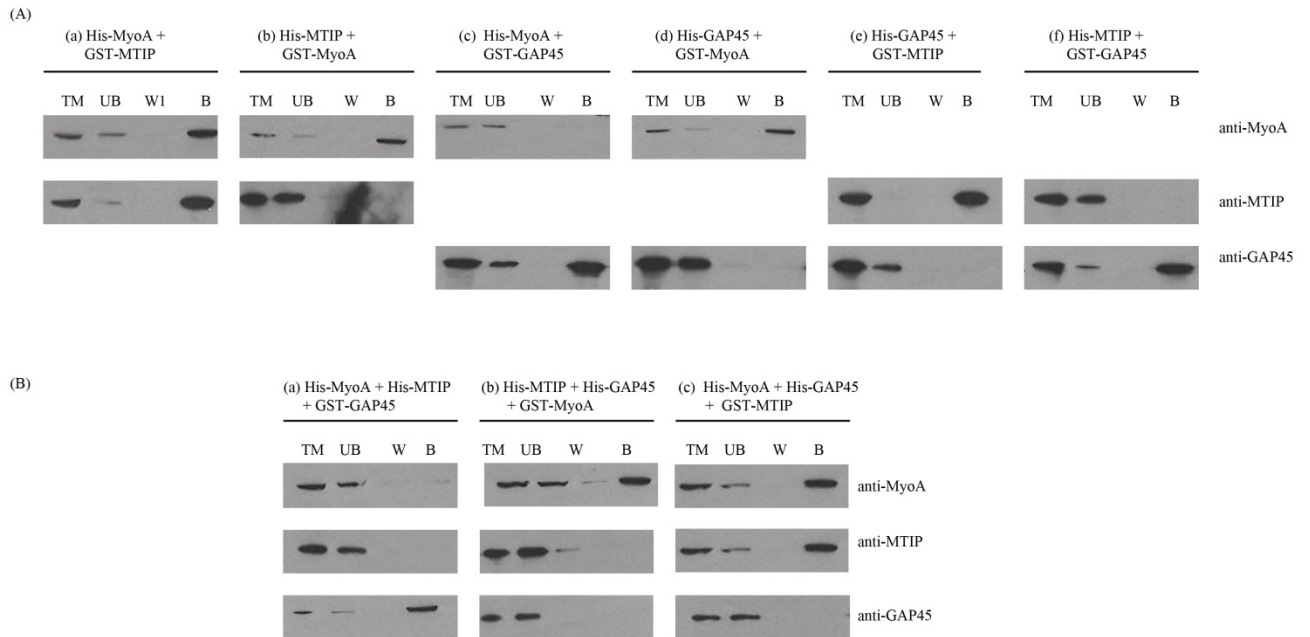 (A)
(a) His-MyoA + GST-MTIP
(b) His-MTIP + GST-MyoA
(c) His-MyoA + GST-GAP45
(d) His-GAP45 + GST-MyoA
(e) His-GAP45 + GST-MTIP
(f) His-MTIP + GST-GAP45
TM UB W1 B
TM UB W B
TM UB W B
TM UB W B
TM UB W B
TM UB W B
anti-MyoA
anti-MTIP
anti-GAP45
(B)
(a) His-MyoA + His-MTIP
+ GST-GAP45
(b) His-MTIP + His-GAP45
+ GST-MyoA
(c) His-MyoA + His-GAP45
+ GST-MTIP
TM UB W B
TM UB W B
TM UB W B
anti-MyoA
anti-MTIP
anti-GAP45